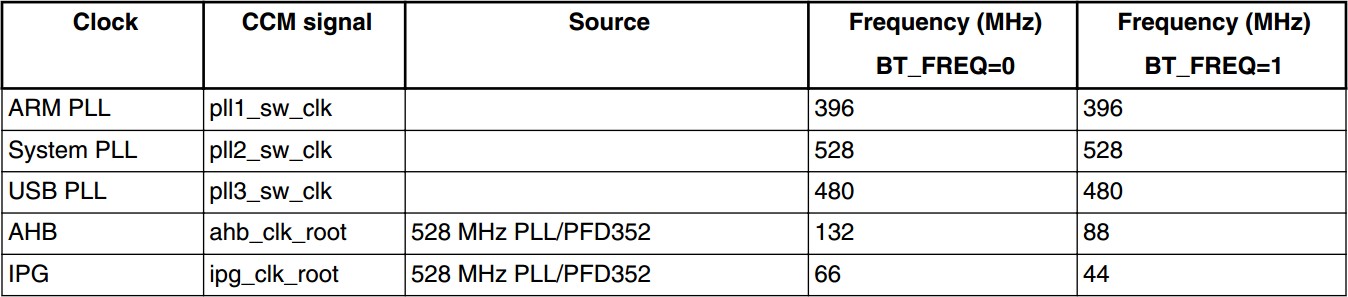 Clock CCM signal Source Frequency (MHz) Frequency (MHz)
BT_FREQ=0 BT_FREQ=1
ARM PLL pll1_sw_clk 396 396
System PLL pll2_sw_clk 528 528
USB PLL pll3_sw_clk 480 480
AHB ahb_clk_root 528 MHz PLL/PFD352 132 88
IPG ipg_clk_root 528 MHz PLL/PFD352 66 44